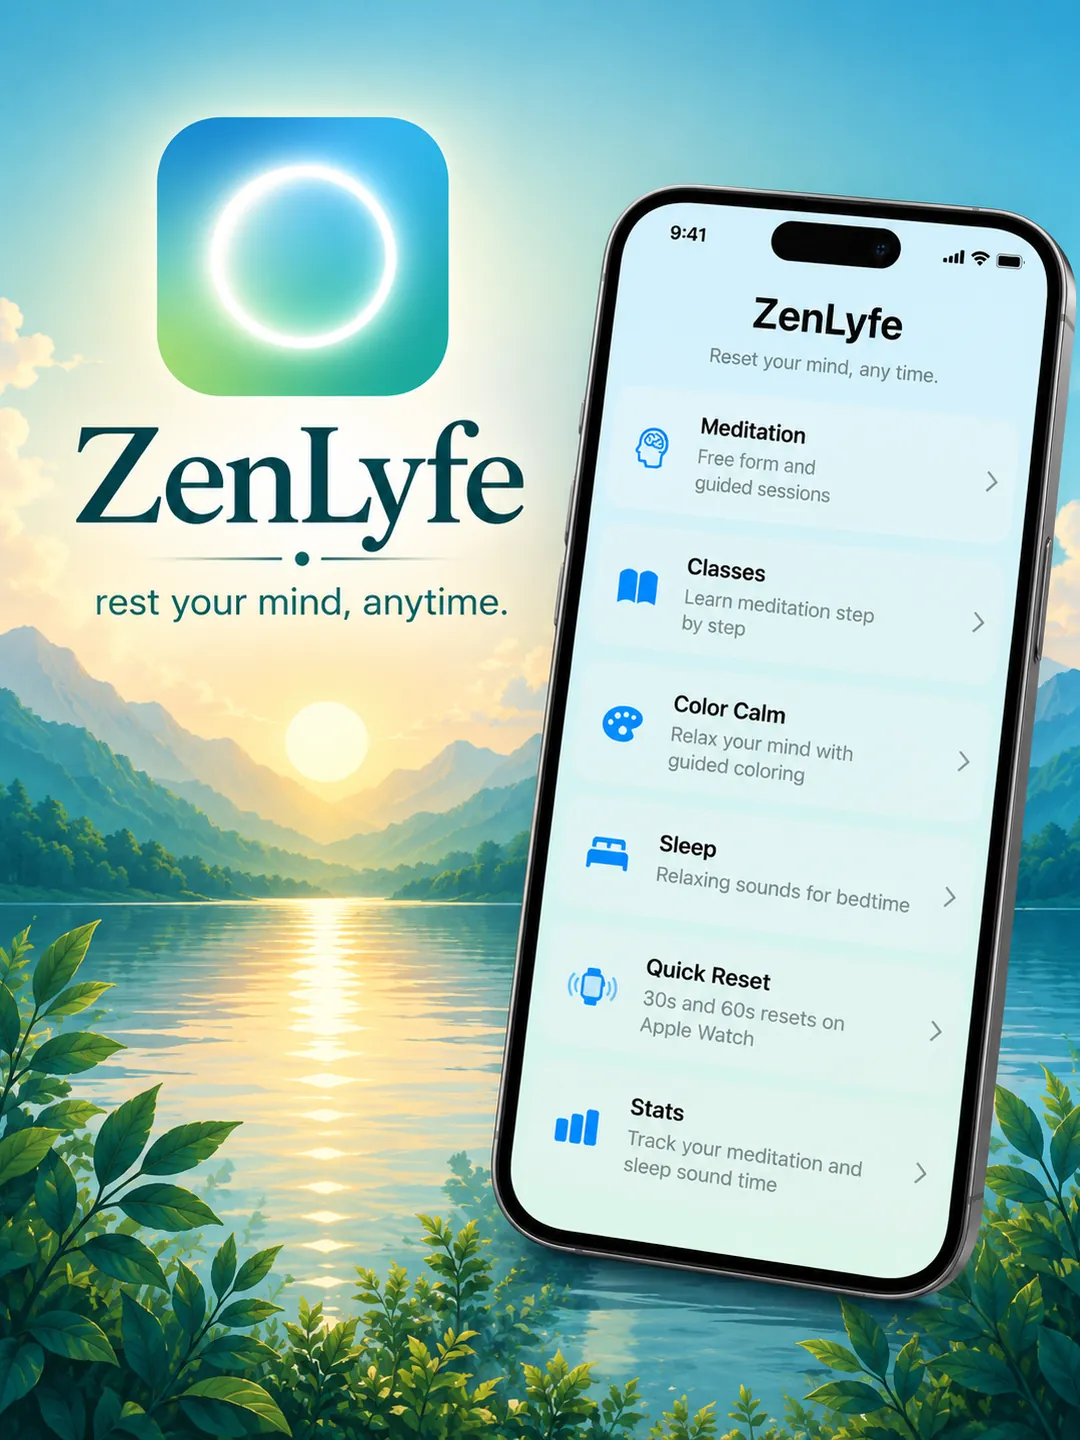 ZenLyfe
rest your mind, anytime.
9:41
ZenLyfe
Reset your mind, any time.
Meditation
Free form and
guided sessions
Classes
Learn meditation step
by step
Color Calm
Relax your mind with
guided coloring
Sleep
Relaxing sounds for bedtime
Quick Reset
30s and 60s resets on
Apple Watch
Stats
Track your meditation and
sleep sound time